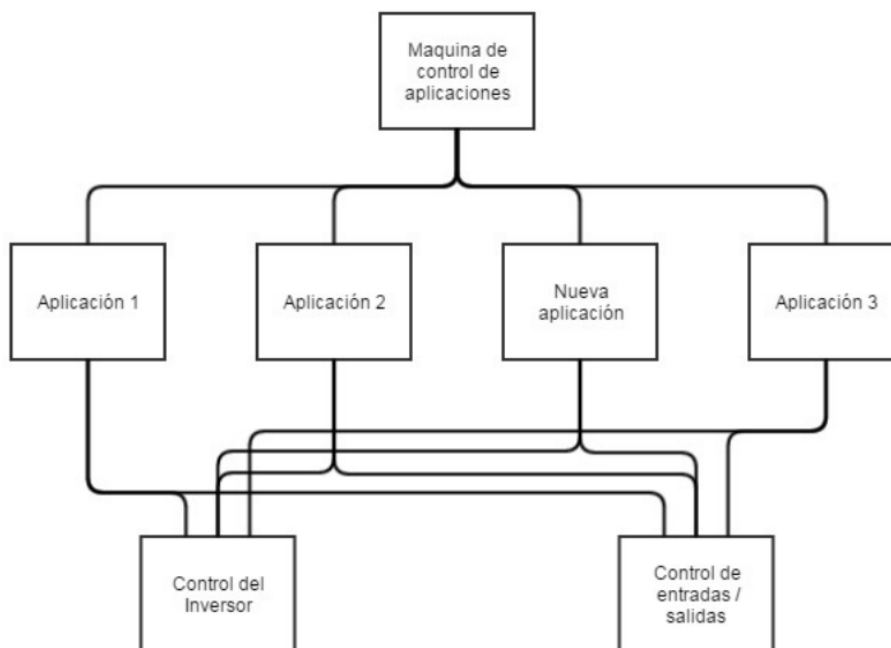 Maquina de
control de
aplicaciones
Aplicación 1
Aplicación 2
Nueva
aplicación
Aplicación 3
Control del
Inversor
Control de
entradas /
salidas